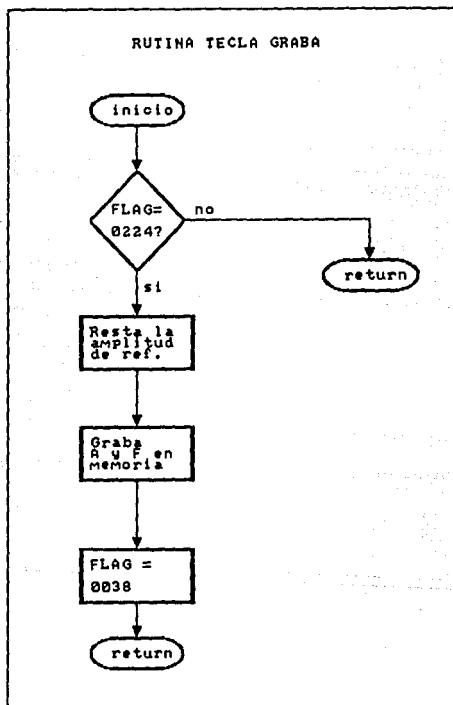 RUTINA TECLA GRABA
inicio
FLAG=
0224?
no
return
si
Resta la
amplitud
de ref.
Graba
A y F en
memoria
FLAG =
0038
return